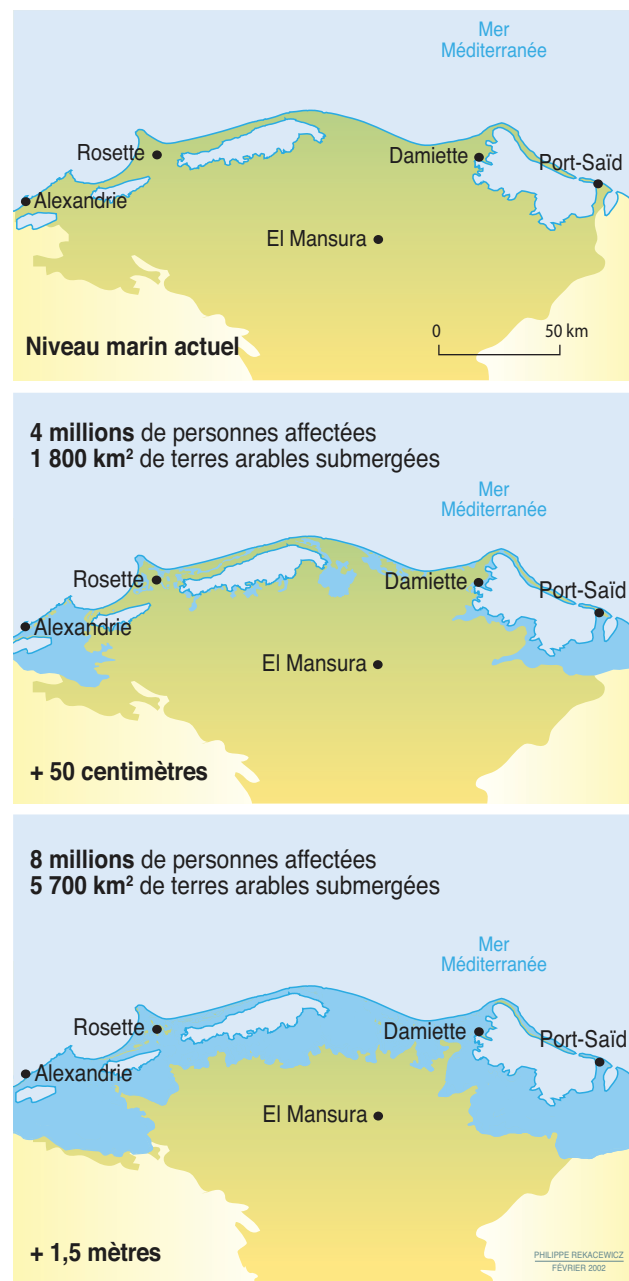 Mer
Méditerranée
Rosette
Damiette
Port-Saïd
Alexandrie
El Mansura
Niveau marin actuel
0 50 km
4 millions de personnes affectées
1 800 km² de terres arables submergées
Mer
Méditerranée
Rosette
Damiette
Port-Saïd
Alexandrie
El Mansura
+ 50 centimètres
8 millions de personnes affectées
5 700 km² de terres arables submergées
Mer
Méditerranée
Rosette
Damiette
Port-Saïd
Alexandrie
El Mansura
+ 1,5 mètres
PHILIPPE REKACEWICZ
FÉVRIER 2002